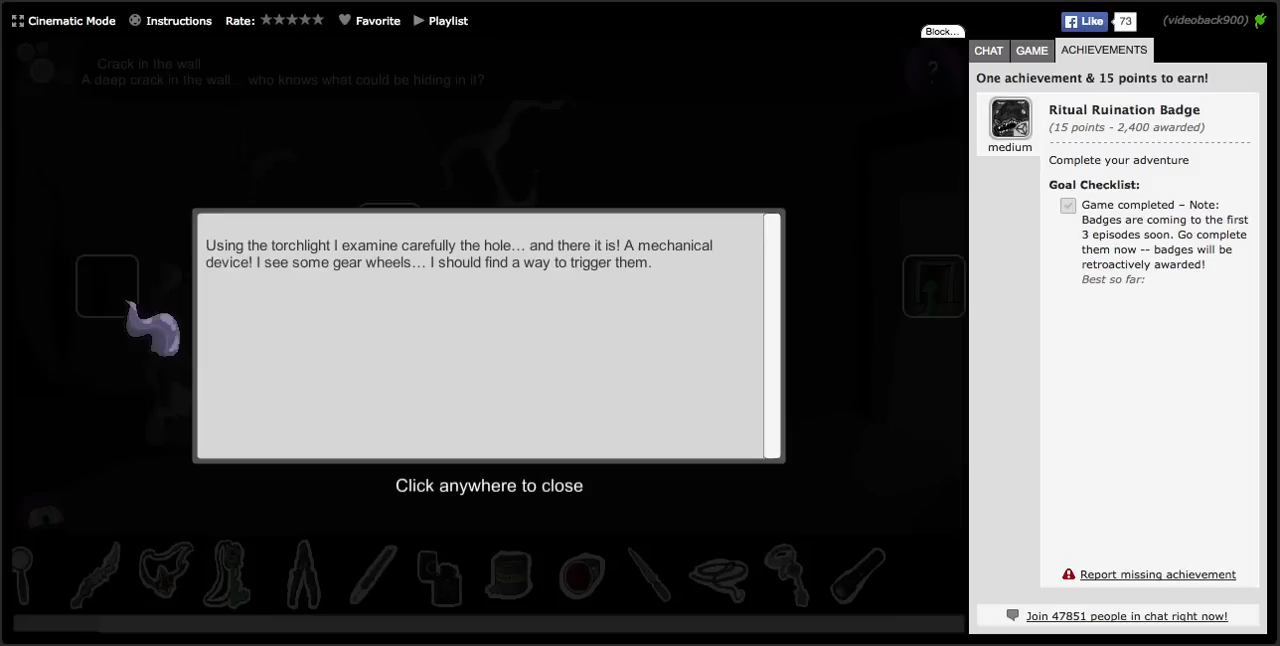 Cinematic Mode
Instructions
Rate:
Favorite
Playlist
Like
73
(videoback900)
Block...
CHAT
GAME
ACHIEVEMENTS
Crack in the wall
A deep crack in the wall... who knows what could be hiding in it?
?
Using the torchlight I examine carefully the hole... and there it is! A mechanical
device! I see some gear wheels... I should find a way to trigger them.
Click anywhere to close
One achievement & 15 points to earn!
Ritual Ruination Badge
(15 points - 2,400 awarded)
medium
Complete your adventure
Goal Checklist:
Game completed – Note:
Badges are coming to the first
3 episodes soon. Go complete
them now -- badges will be
retroactively awarded!
Best so far:
Report missing achievement
Join 47851 people in chat right now!